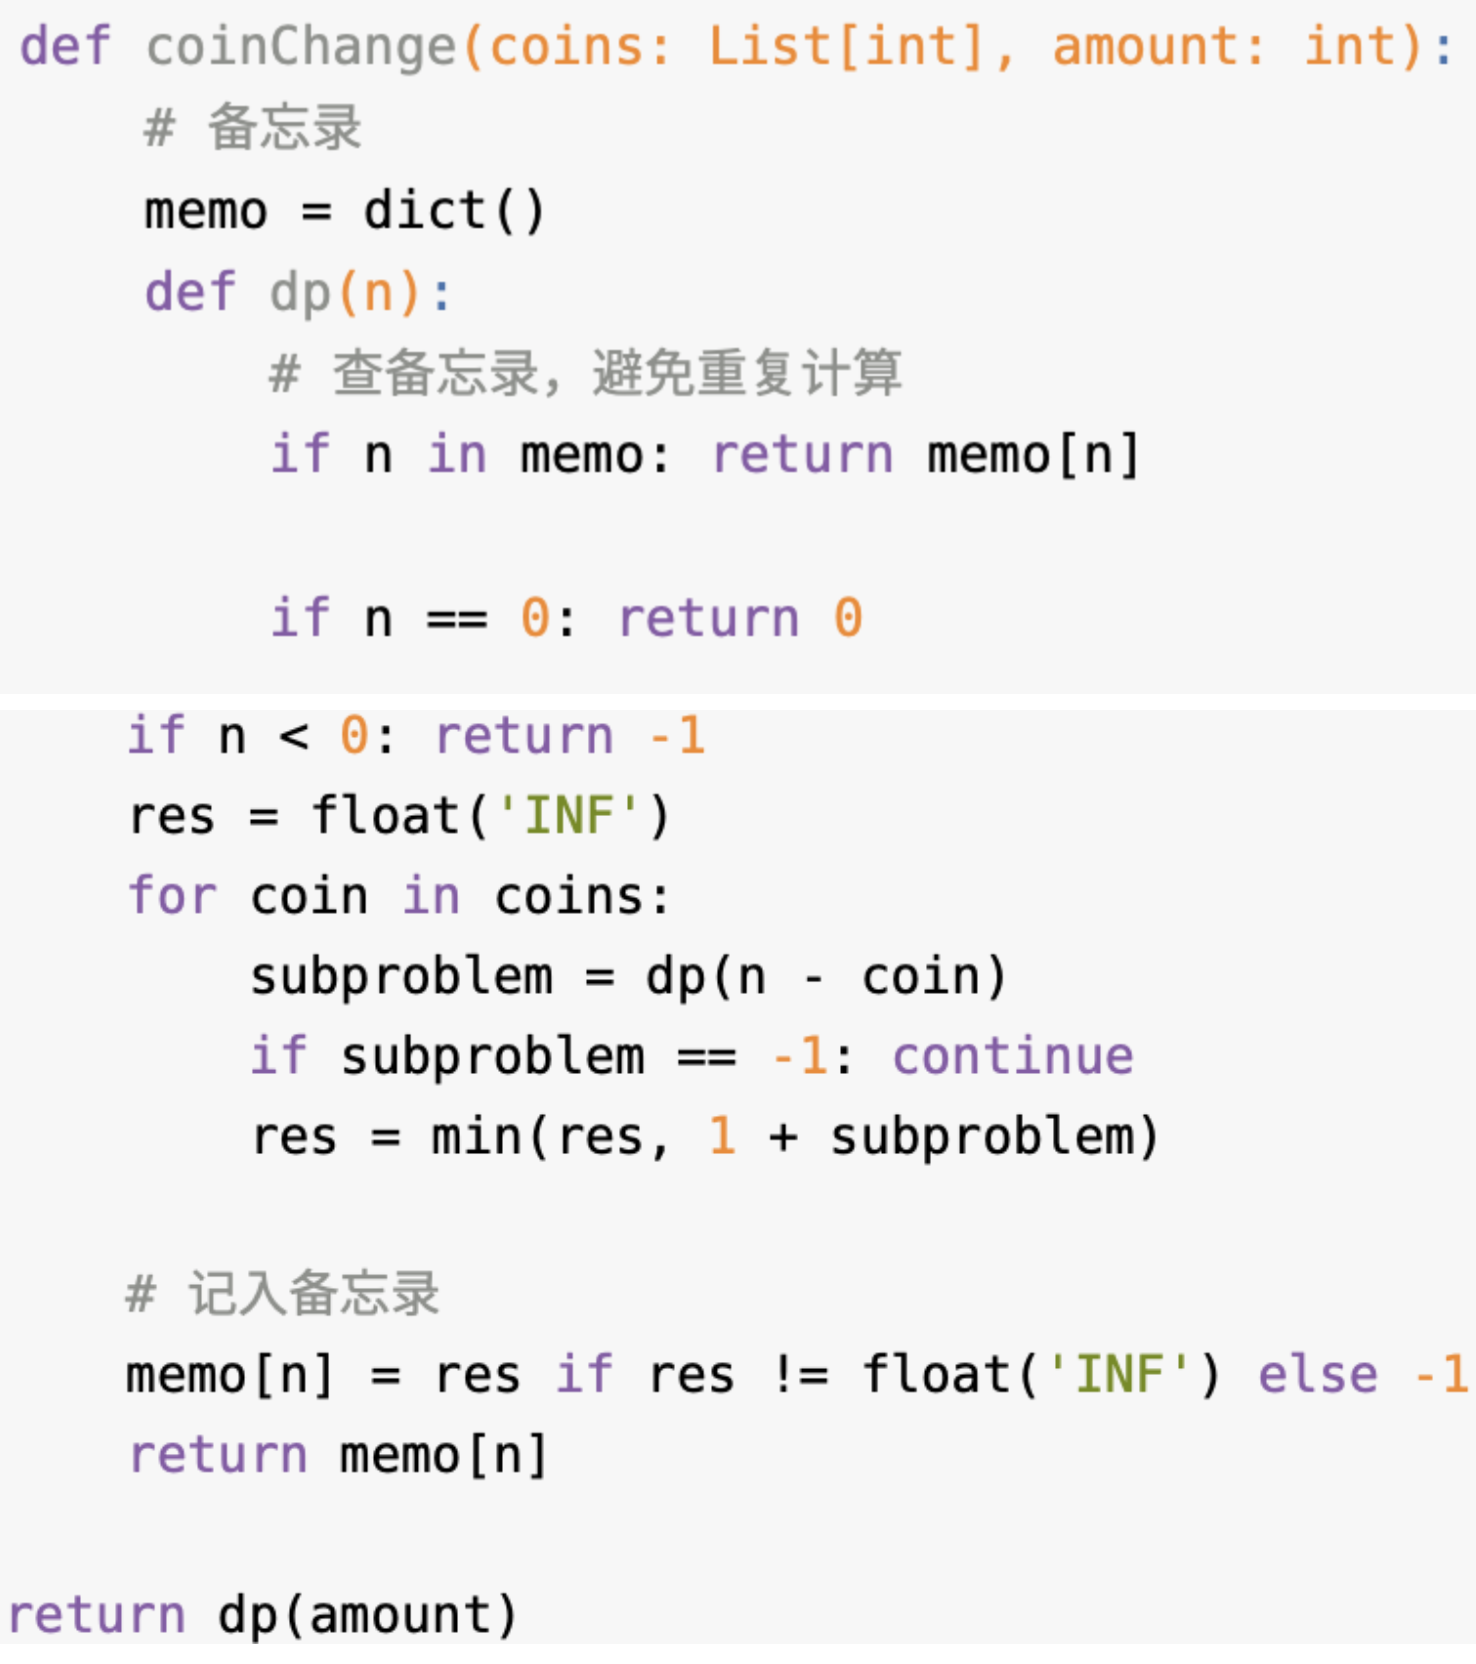 def coinChange(coins: List[int], amount: int):
    # 备忘录
    memo = dict()
    def dp(n):
        # 查备忘录，避免重复计算
        if n in memo: return memo[n]

        if n == 0: return 0
    if n < 0: return -1
    res = float('INF')
    for coin in coins:
        subproblem = dp(n - coin)
        if subproblem == -1: continue
        res = min(res, 1 + subproblem)

    # 记入备忘录
    memo[n] = res if res != float('INF') else -1
    return memo[n]

return dp(amount)